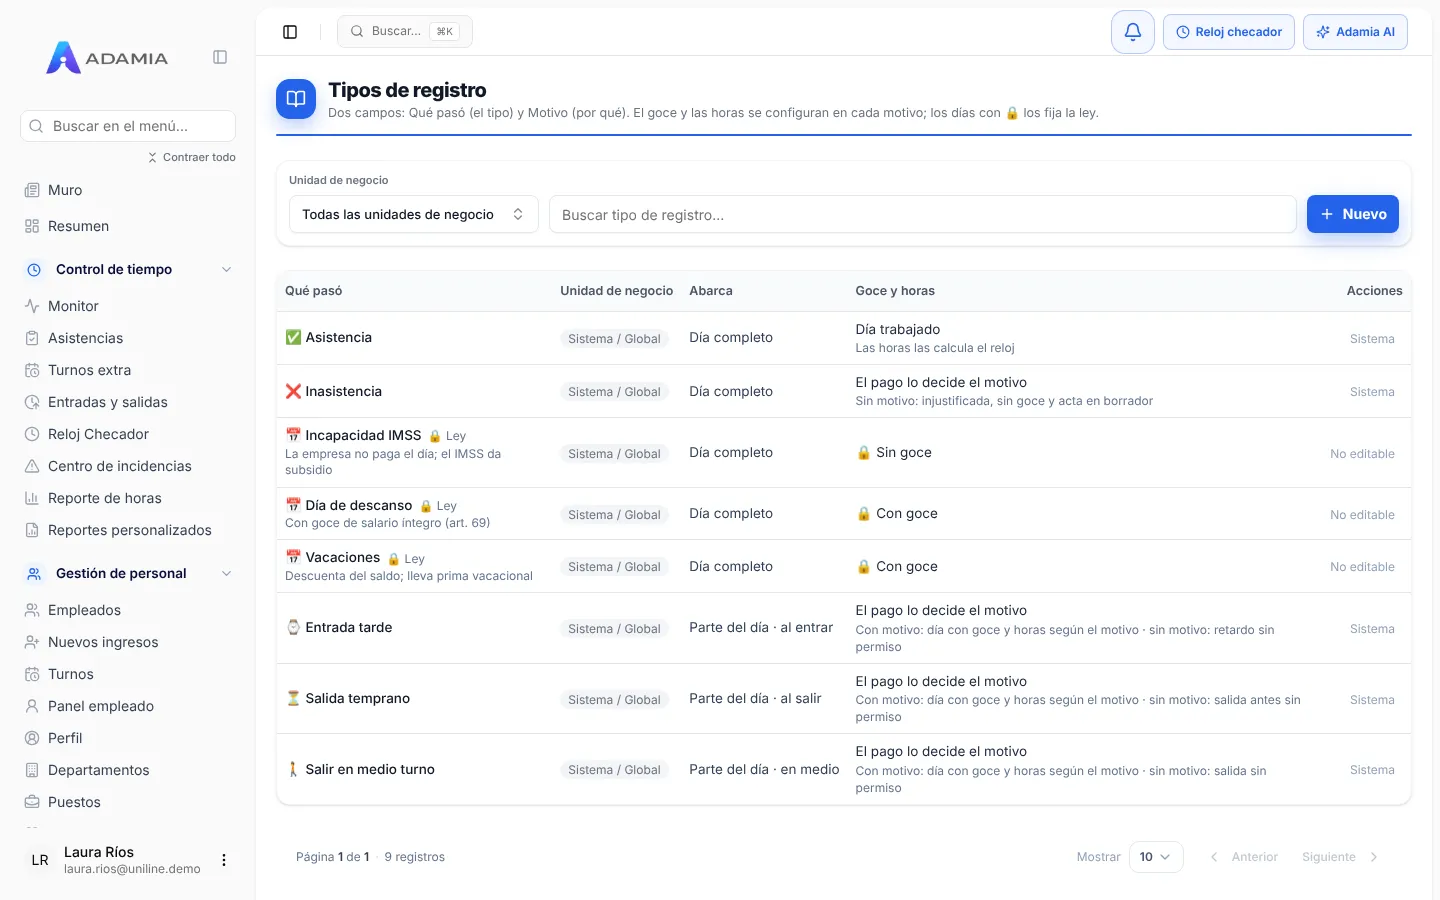 ADAMIA
Buscar en el menú...
Contraer todo
Muro
Resumen
Control de tiempo
Monitor
Asistencias
Turnos extra
Entradas y salidas
Reloj Checador
Centro de incidencias
Reporte de horas
Reportes personalizados
Gestión de personal
Empleados
Nuevos ingresos
Turnos
Panel empleado
Perfil
Departamentos
Puestos
LR
Laura Ríos
laura.rios@uniline.demo
Buscar... ⌘K
Reloj checador
Adamia AI
Tipos de registro
Dos campos: Qué pasó (el tipo) y Motivo (por qué). El goce y las horas se configuran en cada motivo; los días con 🔒 los fija la ley.
Unidad de negocio
Todas las unidades de negocio
Buscar tipo de registro...
+ Nuevo
Qué pasó Unidad de negocio Abarca Goce y horas Acciones
✅ Asistencia Sistema / Global Día completo Día trabajado Sistema
Las horas las calcula el reloj
❌ Inasistencia Sistema / Global Día completo El pago lo decide el motivo Sistema
Sin motivo: injustificada, sin goce y acta en borrador
📅 Incapacidad IMSS 🔒 Ley
La empresa no paga el día; el IMSS da
subsidio
Sistema / Global Día completo 🔒 Sin goce No editable
📅 Día de descanso 🔒 Ley
Con goce de salario íntegro (art. 69)
Sistema / Global Día completo 🔒 Con goce No editable
📅 Vacaciones 🔒 Ley
Descuenta del saldo; lleva prima vacacional
Sistema / Global Día completo 🔒 Con goce No editable
⌚ Entrada tarde Sistema / Global Parte del día · al entrar El pago lo decide el motivo Sistema
Con motivo: día con goce y horas según el motivo · sin motivo: retardo sin
permiso
⏳ Salida temprano Sistema / Global Parte del día · al salir El pago lo decide el motivo Sistema
Con motivo: día con goce y horas según el motivo · sin motivo: salida antes sin
permiso
🚶 Salir en medio turno Sistema / Global Parte del día · en medio El pago lo decide el motivo Sistema
Con motivo: día con goce y horas según el motivo · sin motivo: salida sin
permiso
Página 1 de 1 · 9 registros
Mostrar 10
Anterior
Siguiente